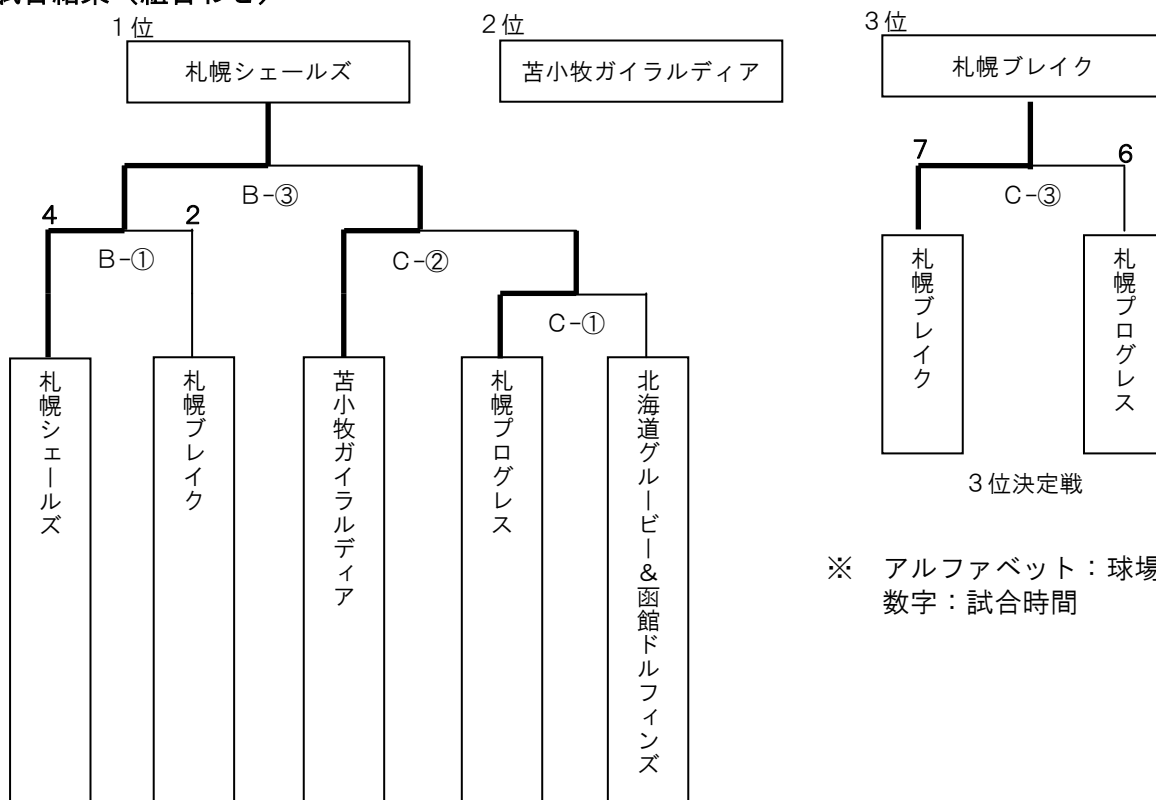 試合結果（組合わせ）
1位
2位
3位
札幌シェールズ
苫小牧ガイラルディア
札幌ブレイク
B-③
4
2
B-①
C-②
C-①
7
6
C-③
札幌シェールズ
札幌ブレイク
苫小牧ガイラルディア
札幌プログレス
北海道グルービー＆函館ドルフィンズ
札幌ブレイク
札幌プログレス
3位決定戦
※　アルファベット：球場
数字：試合時間